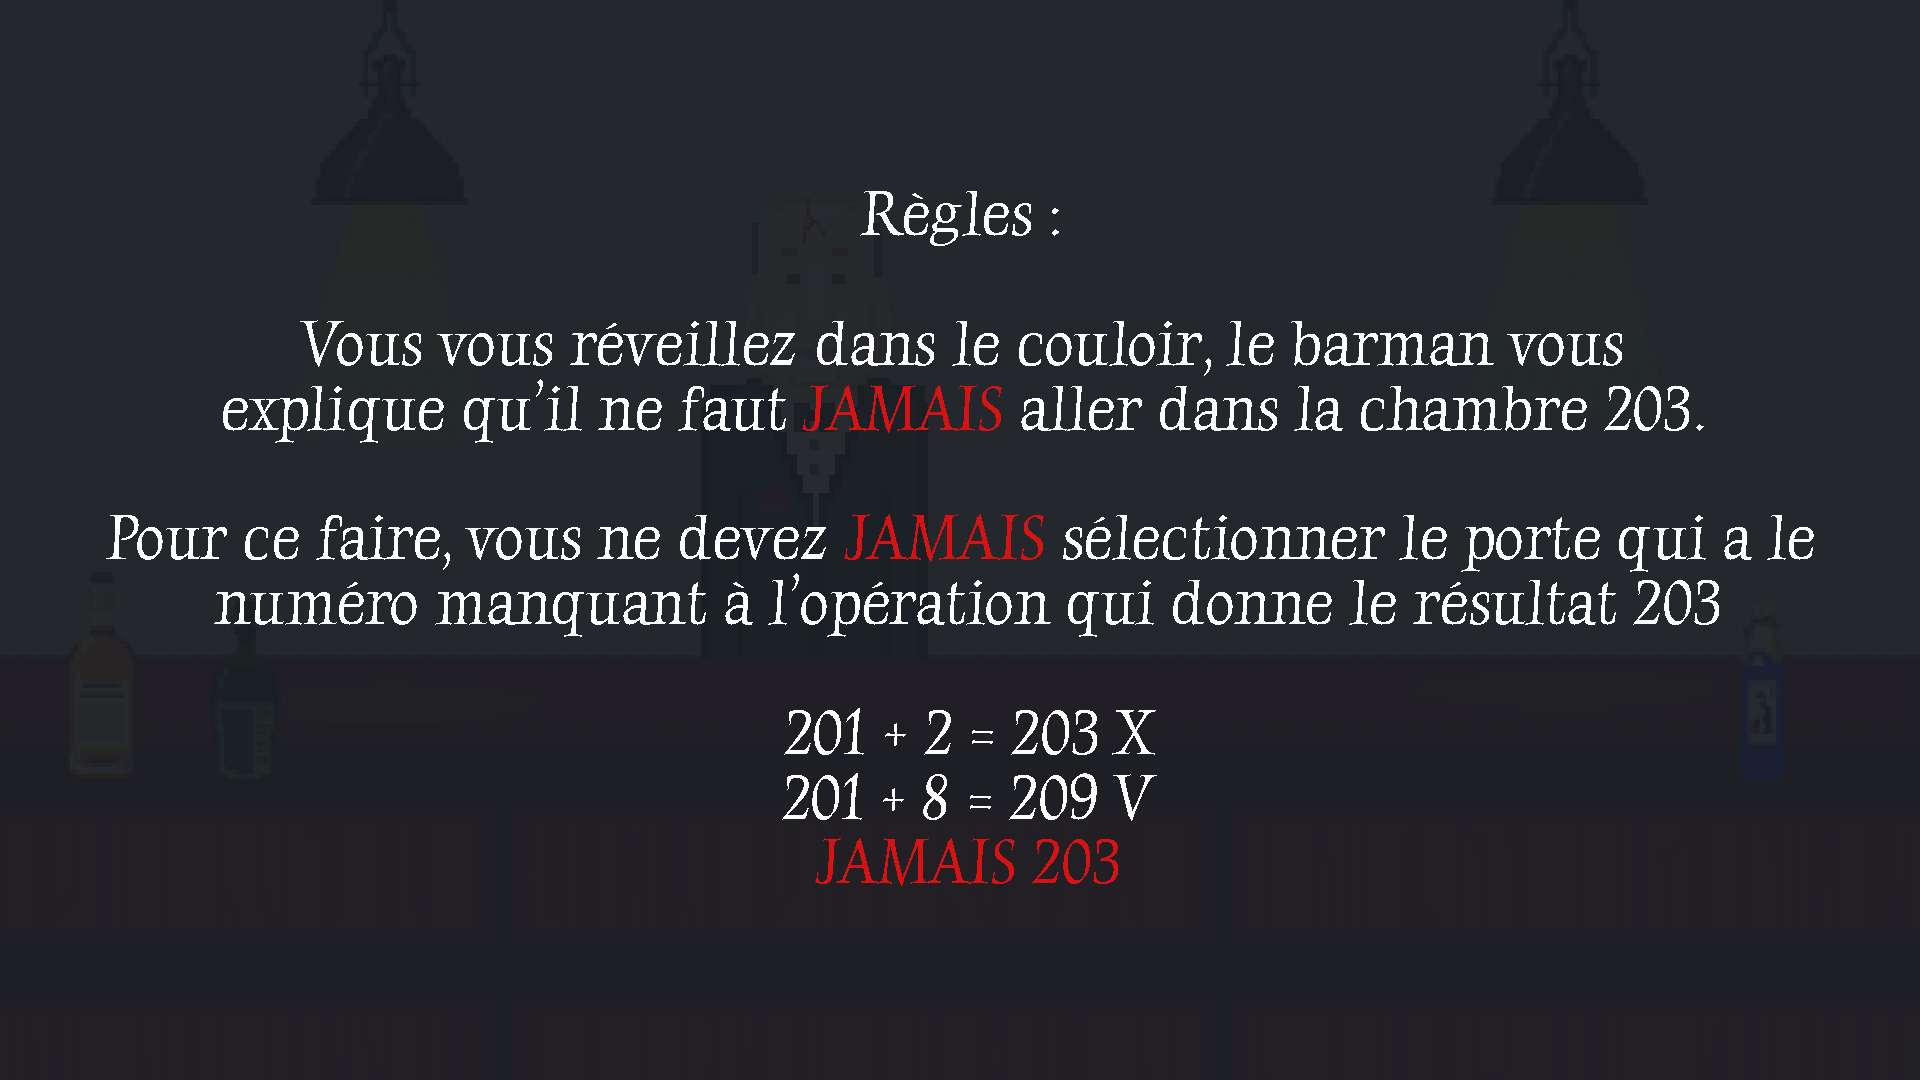 Règles :
Vous vous réveillez dans le couloir, le barman vous
explique qu'il ne faut JAMAIS aller dans la chambre 203.
Pour ce faire, vous ne devez JAMAIS sélectionner le porte qui a le
numéro manquant à l'opération qui donne le résultat 203
201 + 2 = 203 X
201 + 8 = 209 V
JAMAIS 203